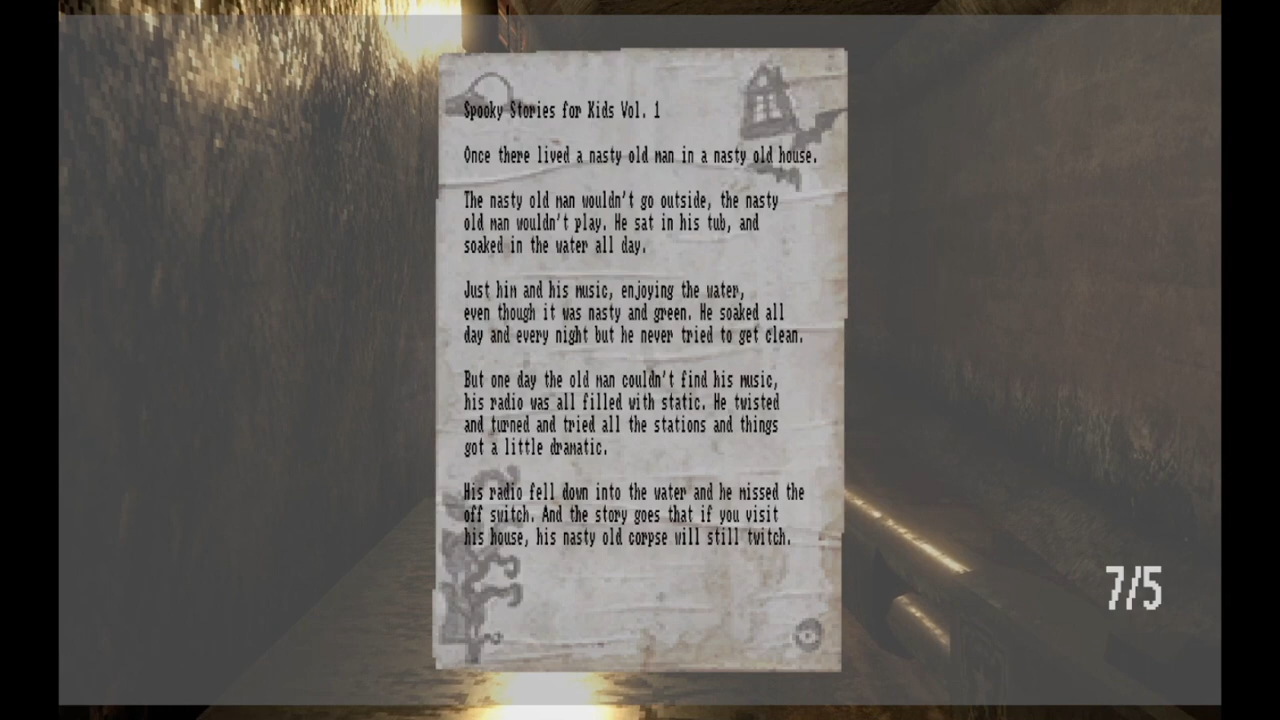 Spooky Stories for Kids Vol. 1
Once there lived a nasty old man in a nasty old house.
The nasty old man wouldn't go outside, the nasty
old man wouldn't play. He sat in his tub, and
soaked in the water all day.
Just him and his music, enjoying the water,
even though it was nasty and green. He soaked all
day and every night but he never tried to get clean.
But one day the old man couldn't find his music,
his radio was all filled with static. He twisted
and turned and tried all the stations and things
got a little dramatic.
His radio fell down into the water and he missed the
off switch. And the story goes that if you visit
his house, his nasty old corpse will still twitch.
7/5